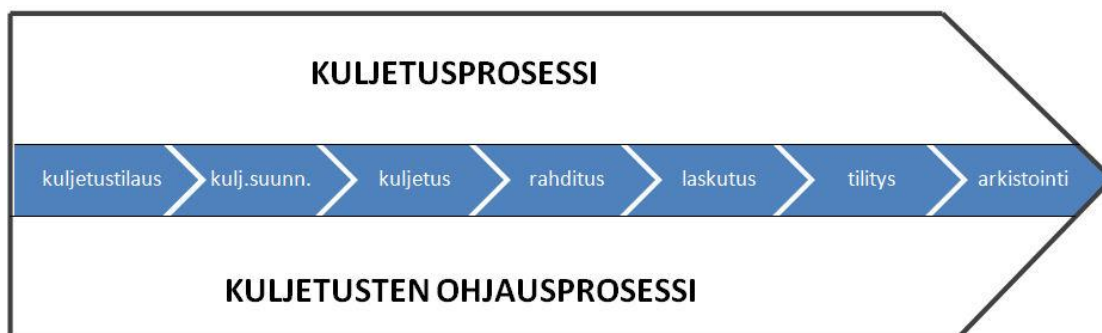 KULJETUSPROSESSI
kuljetustilaus kulj.suunn. kuljetus rahditus laskutus tilitys arkistointi
KULJETUSTEN OHJAUSPROSESSI